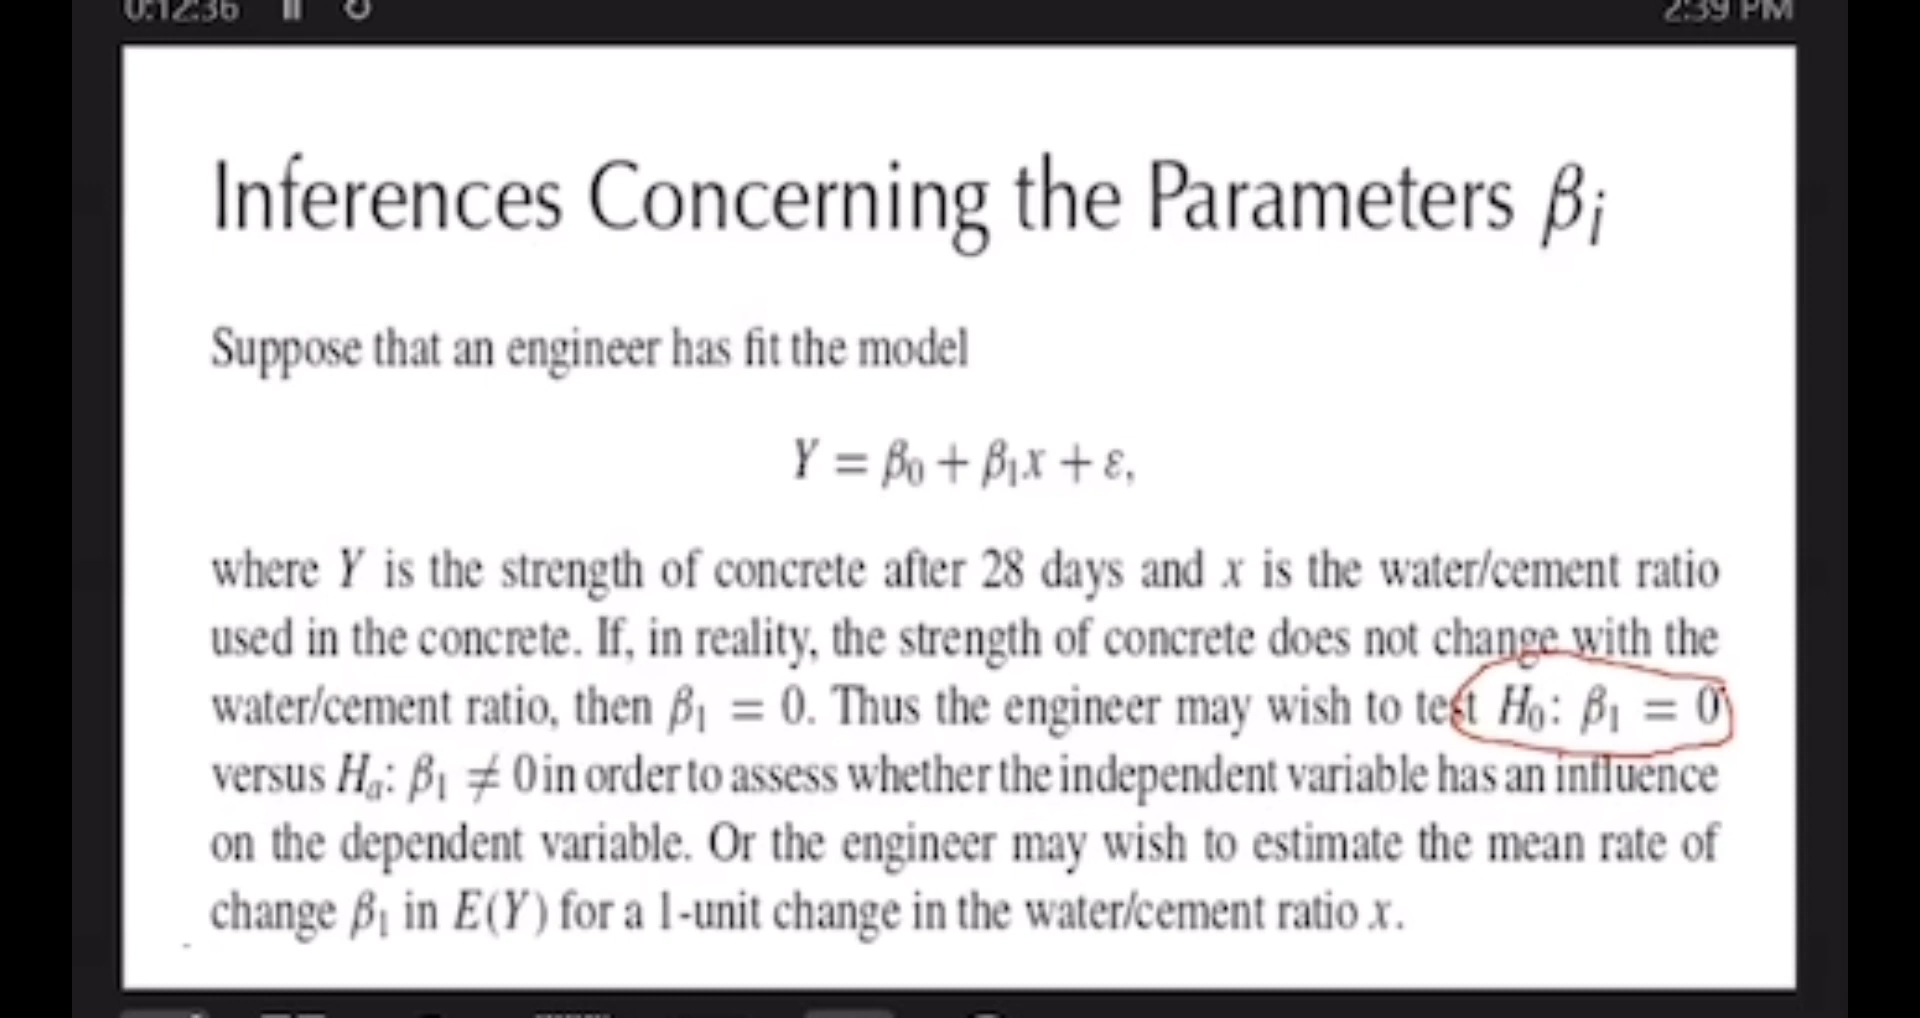 0:12:36
2:39 PM
Inferences Concerning the Parameters βi
Suppose that an engineer has fit the model
Y = β0 + β1x + ε,
where Y is the strength of concrete after 28 days and x is the water/cement ratio
used in the concrete. If, in reality, the strength of concrete does not change with the
water/cement ratio, then β1 = 0. Thus the engineer may wish to test H0: β1 = 0
versus Ha: β1 ≠ 0 in order to assess whether the independent variable has an influence
on the dependent variable. Or the engineer may wish to estimate the mean rate of
change β1 in E(Y) for a 1-unit change in the water/cement ratio x.